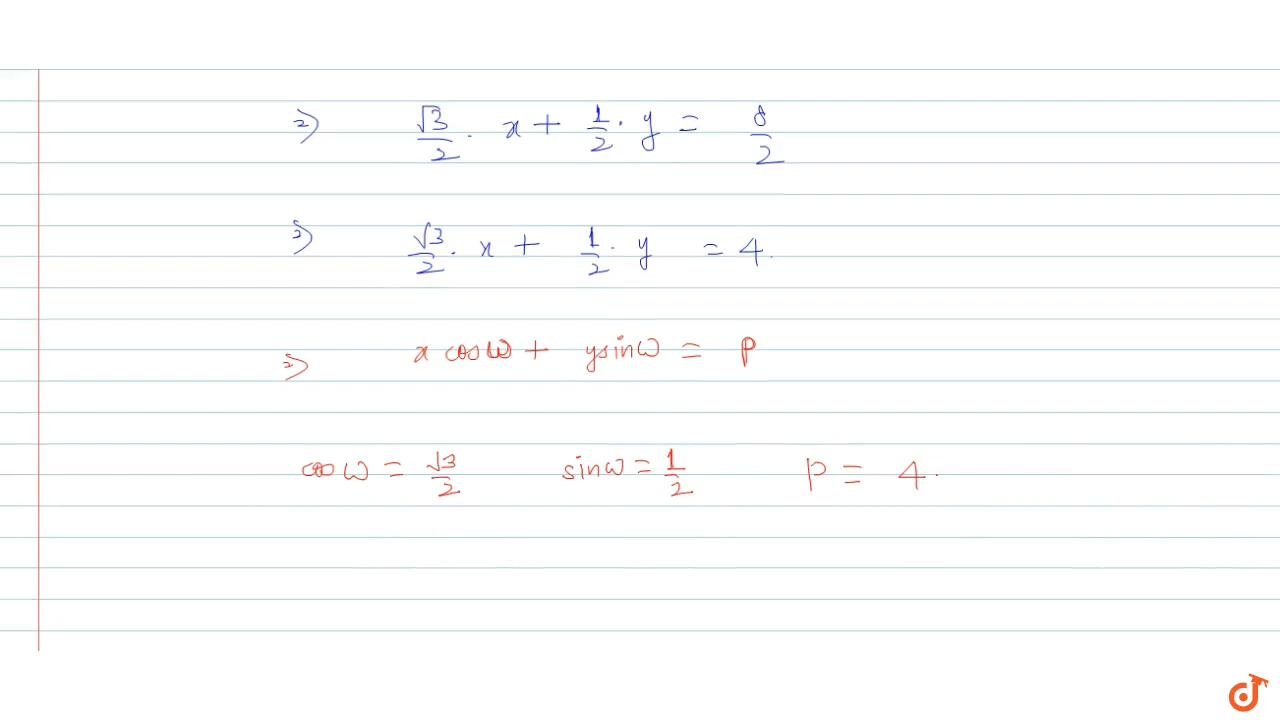 ⇒ √3/2 . x + 1/2 . y = 8/2
⇒ √3/2 . x + 1/2 . y = 4.
⇒ x cosω + y sinω = P
cosω = √3/2 sinω = 1/2 P = 4.